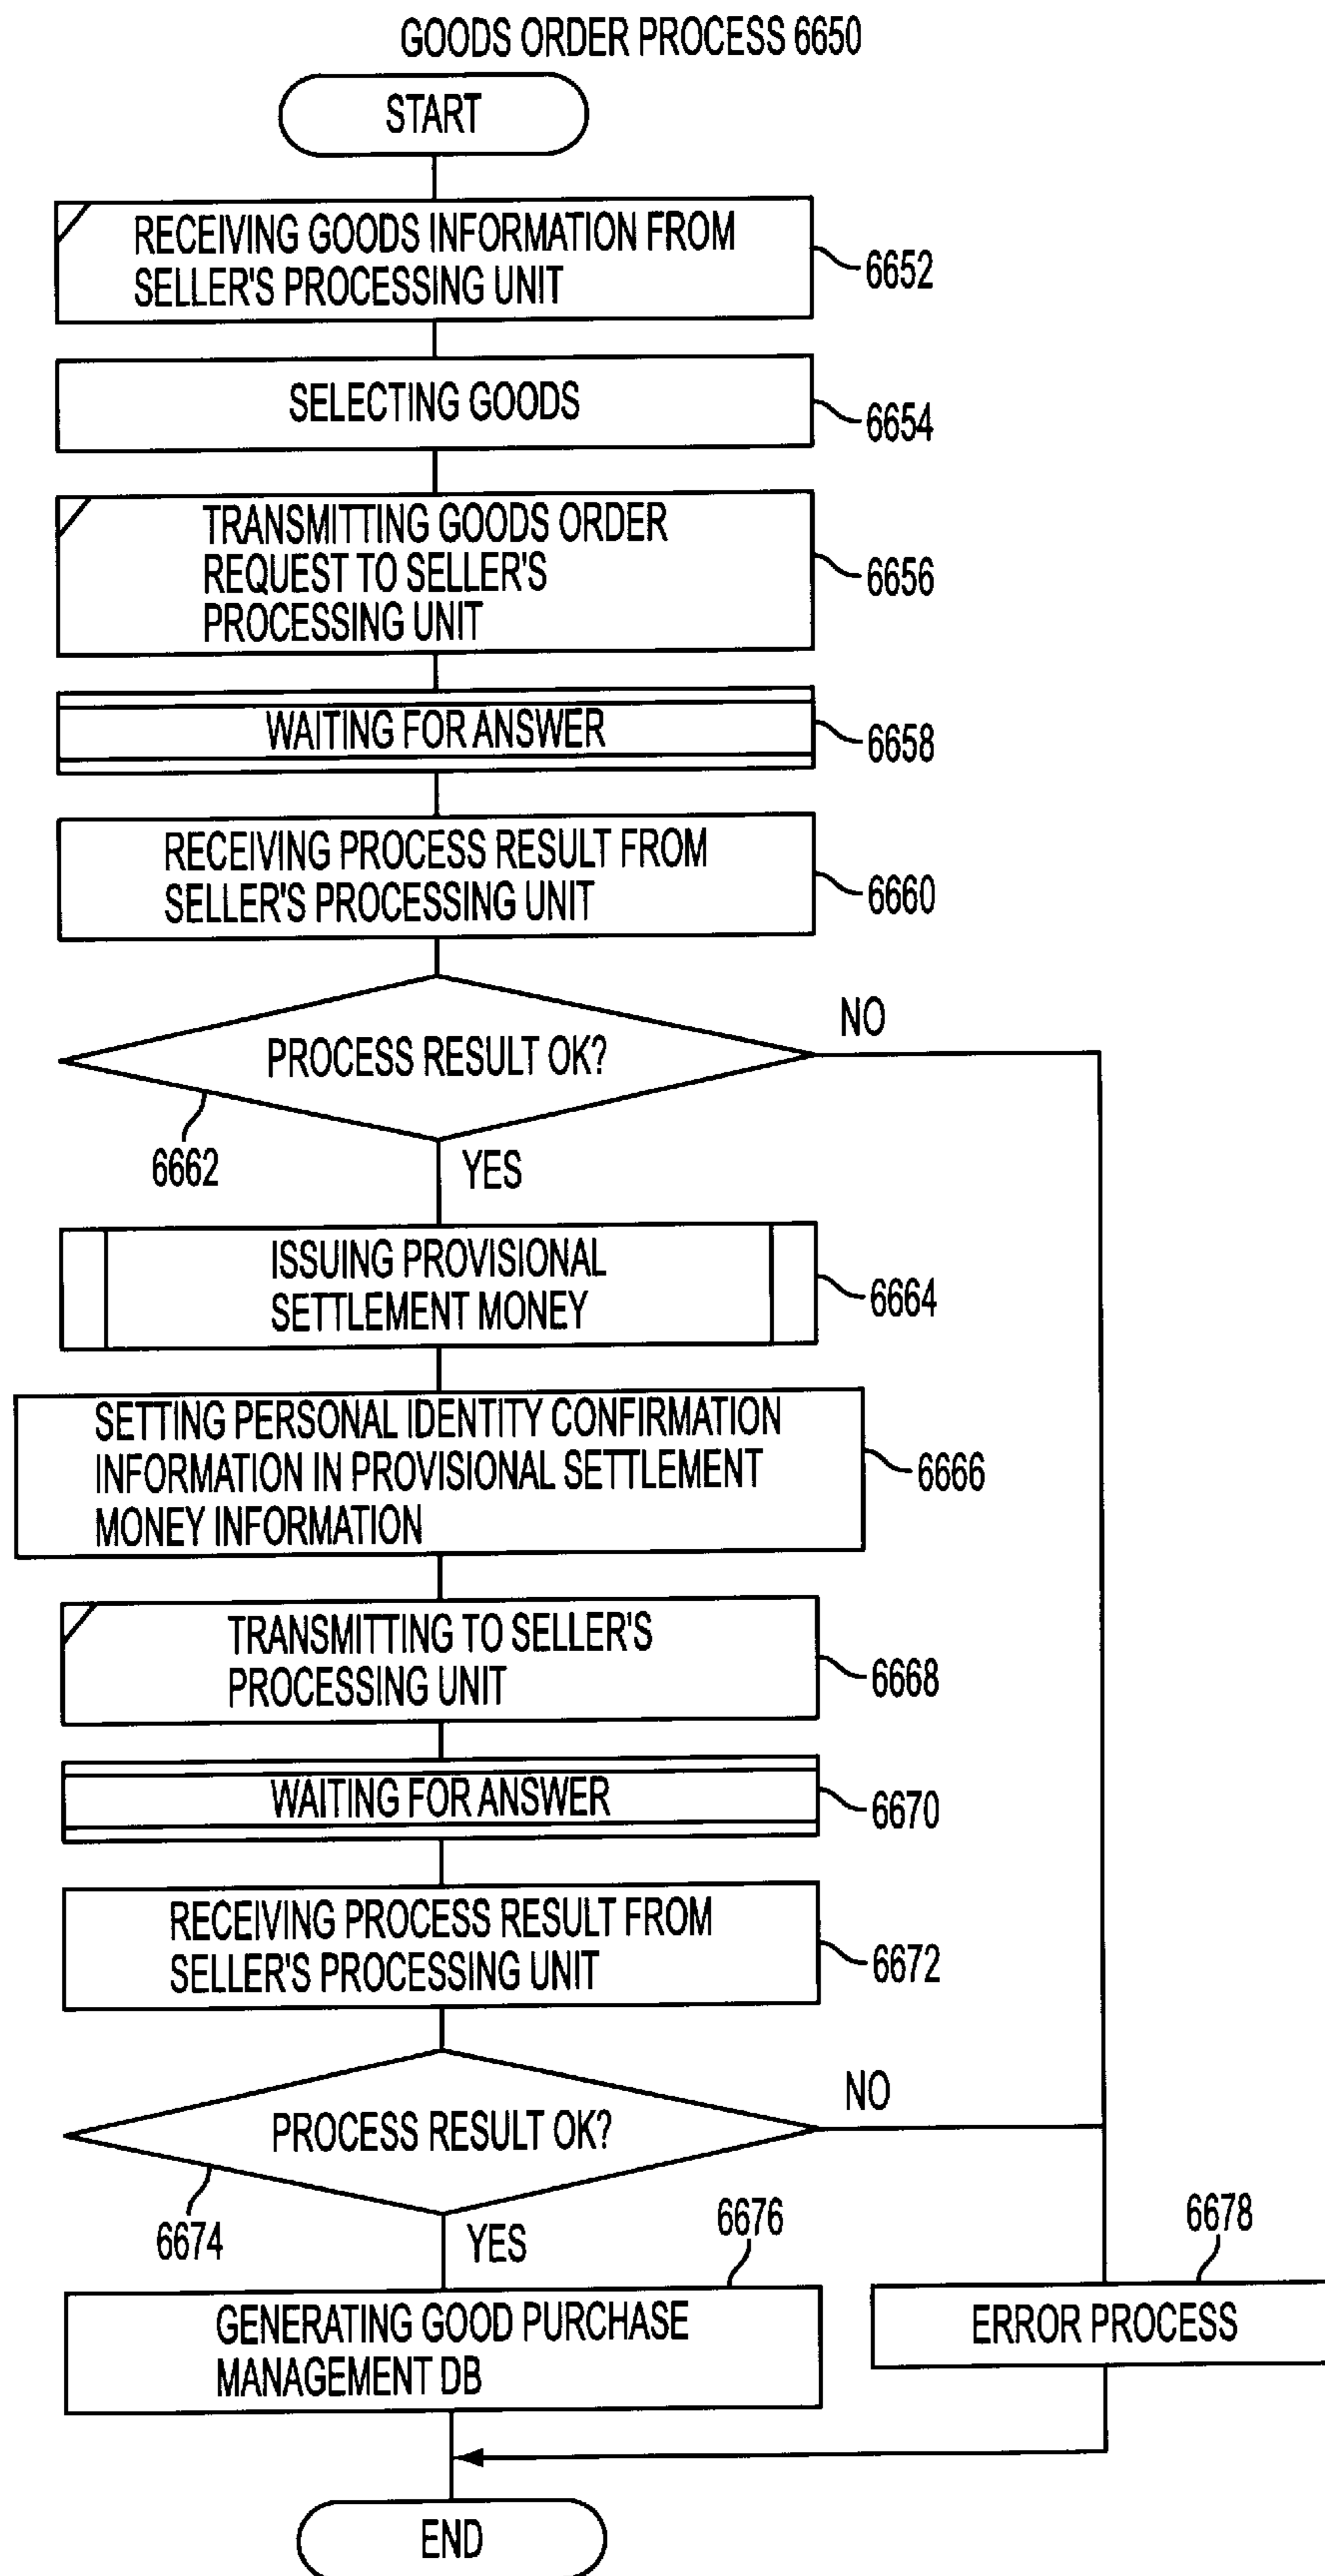 GOODS ORDER PROCESS 6650
START
RECEIVING GOODS INFORMATION FROM
SELLER'S PROCESSING UNIT
6652
SELECTING GOODS
6654
TRANSMITTING GOODS ORDER
REQUEST TO SELLER'S
PROCESSING UNIT
6656
WAITING FOR ANSWER
6658
RECEIVING PROCESS RESULT FROM
SELLER'S PROCESSING UNIT
6660
PROCESS RESULT OK?
NO
6662
YES
ISSUING PROVISIONAL
SETTLEMENT MONEY
6664
SETTING PERSONAL IDENTITY CONFIRMATION
INFORMATION IN PROVISIONAL SETTLEMENT
MONEY INFORMATION
6666
TRANSMITTING TO SELLER'S
PROCESSING UNIT
6668
WAITING FOR ANSWER
6670
RECEIVING PROCESS RESULT FROM
SELLER'S PROCESSING UNIT
6672
PROCESS RESULT OK?
NO
6674
YES
6676
6678
GENERATING GOOD PURCHASE
MANAGEMENT DB
ERROR PROCESS
END